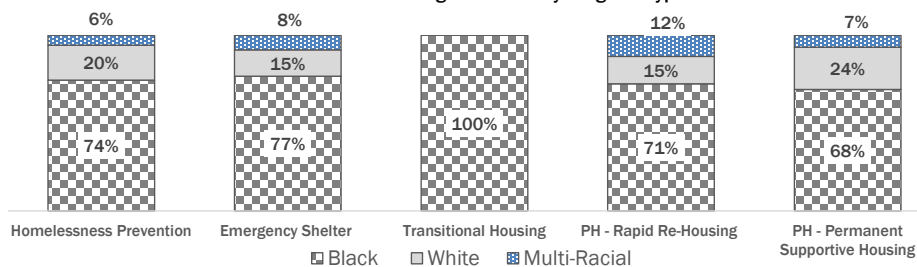 6%
8%
12%
7%
20%
15%
15%
24%
74%
77%
100%
71%
68%
Homelessness Prevention
Emergency Shelter
Transitional Housing
PH - Rapid Re-Housing
PH - Permanent
Supportive Housing
Black
White
Multi-Racial